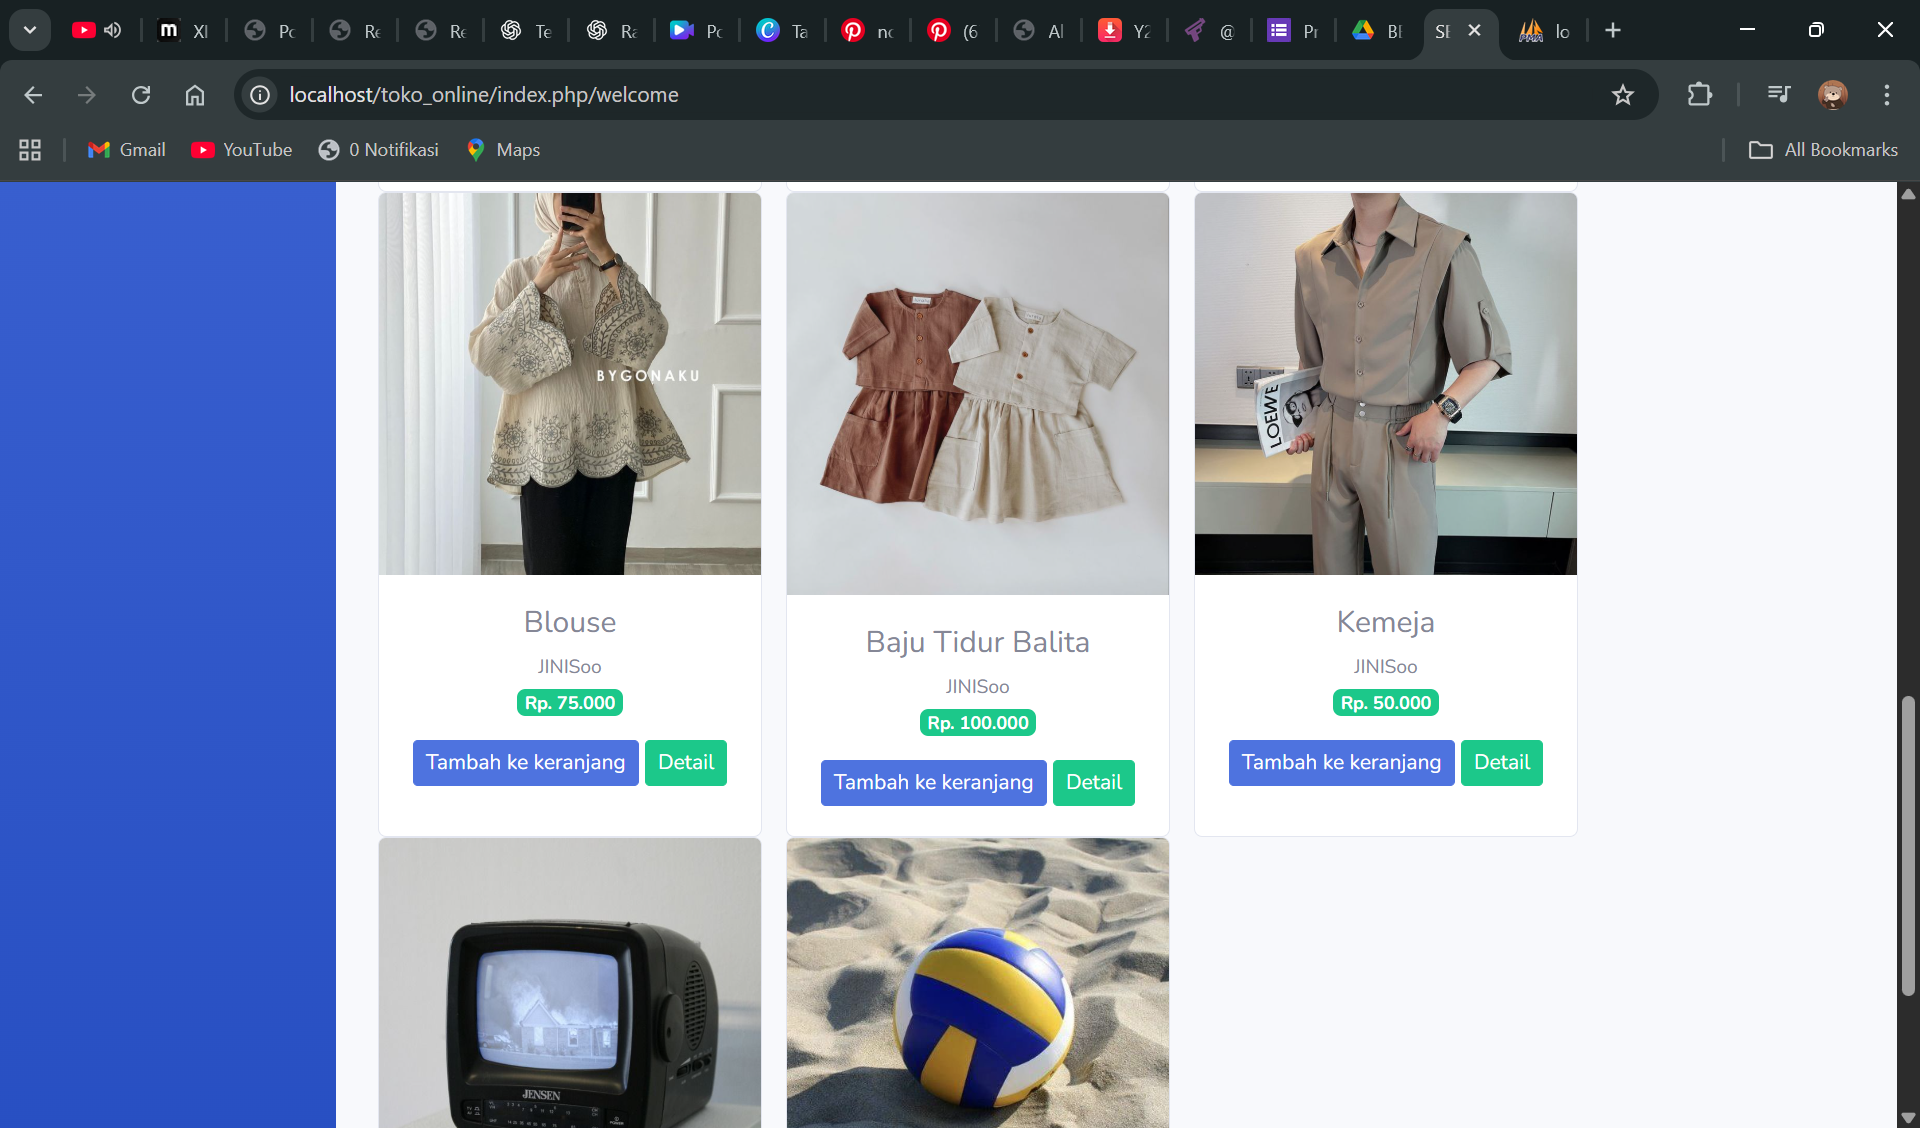 XI
Pc
Re
Re
Te
Ra
Pc
Ta
nc
(6
Al
Y2
@
Pr
BE
SE
lo
localhost/toko_online/index.php/welcome
Gmail
YouTube
0 Notifikasi
Maps
All Bookmarks
BYGONAKU
LOEWE
Blouse
JINISoo
Rp. 75.000
Tambah ke keranjang
Detail
Baju Tidur Balita
JINISoo
Rp. 100.000
Tambah ke keranjang
Detail
Kemeja
JINISoo
Rp. 50.000
Tambah ke keranjang
Detail
JENSEN